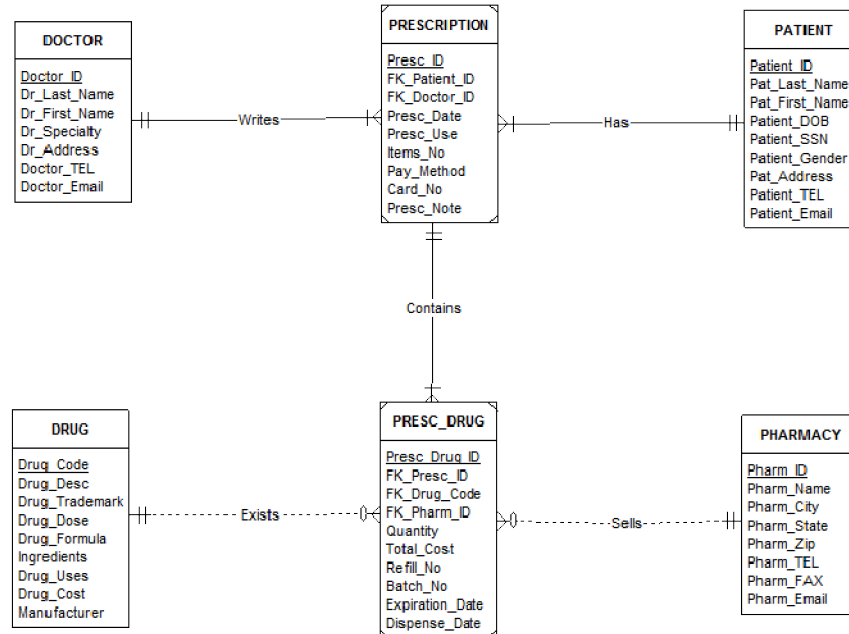 DOCTOR
Doctor_ID
Dr_Last_Name
Dr_First_Name
Dr_Specialty
Dr_Address
Doctor_TEL
Doctor_Email
Writes
PRESCRIPTION
Presc_ID
FK_Patient_ID
FK_Doctor_ID
Presc_Date
Presc_Use
Items_No
Pay_Method
Card_No
Presc_Note
Has
PATIENT
Patient_ID
Pat_Last_Name
Pat_First_Name
Patient_DOB
Patient_SSN
Patient_Gender
Pat_Address
Patient_TEL
Patient_Email
Contains
DRUG
Drug_Code
Drug_Desc
Drug_Trademark
Drug_Dose
Drug_Formula
Ingredients
Drug_Uses
Drug_Cost
Manufacturer
Exists
PRESC_DRUG
Presc_Drug_ID
FK_Presc_ID
FK_Drug_Code
FK_Pharm_ID
Quantity
Total_Cost
Refill_No
Batch_No
Expiration_Date
Dispense_Date
Sells
PHARMACY
Pharm_ID
Pharm_Name
Pharm_City
Pharm_State
Pharm_Zip
Pharm_TEL
Pharm_FAX
Pharm_Email